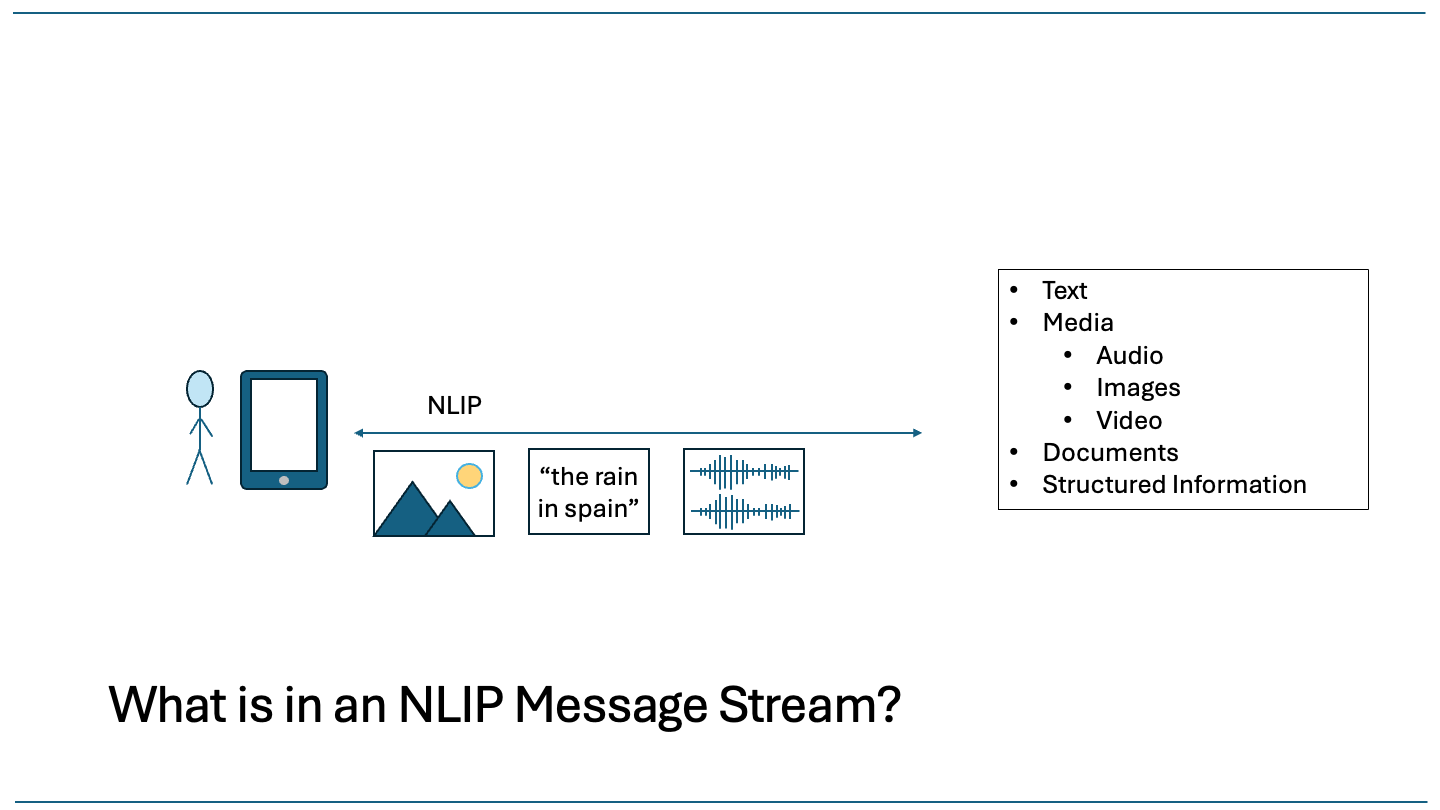 NLIP
“the rain
in spain”
• Text
• Media
• Audio
• Images
• Video
• Documents
• Structured Information
What is in an NLIP Message Stream?